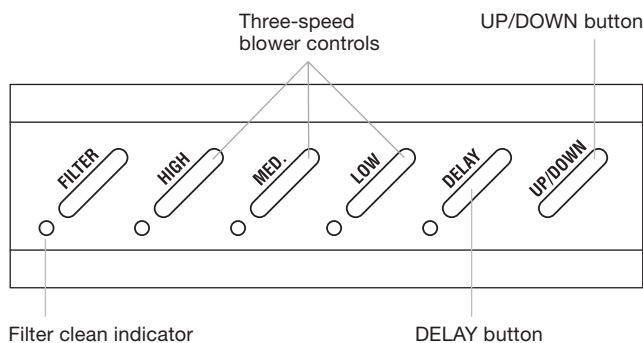 Three-speed
blower controls
UP/DOWN button
FILTER
HIGH
MED.
LOW
DELAY
UP/DOWN
Filter clean indicator
DELAY button